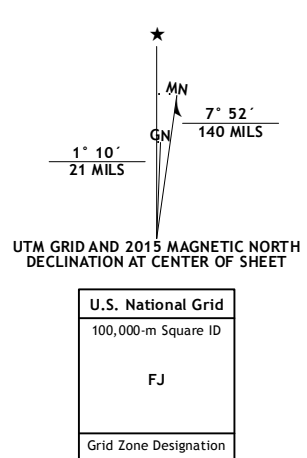 ★
MN
GN
7° 52´
140 MILS
1° 10´
21 MILS
UTM GRID AND 2015 MAGNETIC NORTH
DECLINATION AT CENTER OF SHEET
U.S. National Grid
100,000-m Square ID
FJ
Grid Zone Designation